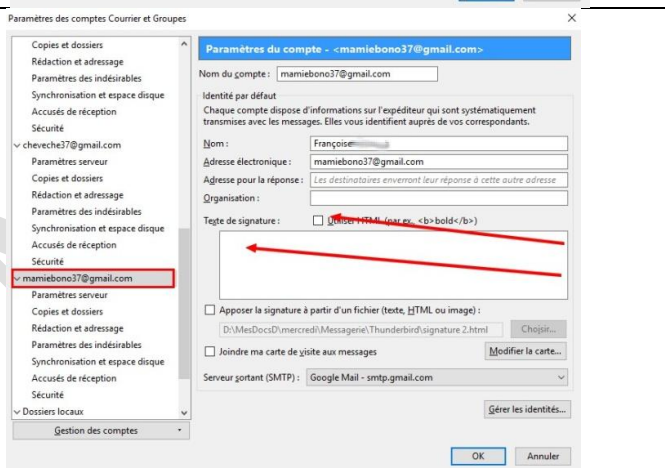 Paramètres des comptes Courrier et Groupes
Copies et dossiers
Rédaction et adressage
Paramètres des indésirables
Synchronisation et espace disque
Accusés de réception
Sécurité
cheveche37@gmail.com
Paramètres serveur
Copies et dossiers
Rédaction et adressage
Paramètres des indésirables
Synchronisation et espace disque
Accusés de réception
Sécurité
mamiebono37@gmail.com
Paramètres serveur
Copies et dossiers
Rédaction et adressage
Paramètres des indésirables
Synchronisation et espace disque
Accusés de réception
Sécurité
Dossiers locaux
Gestion des comptes
Paramètres du compte - <mamiebono37@gmail.com>
Nom du compte : mamiebono37@gmail.com
Identité par défaut
Chaque compte dispose d'informations sur l'expéditeur qui sont systématiquement
transmises avec les messages. Elles vous identifient auprès de vos correspondants.
Nom : Françoise
Adresse électronique : mamiebono37@gmail.com
Adresse pour la réponse : Les destinataires enverront leur réponse à cette autre adresse
Organisation :
Texte de signature : Utiliser HTML (par ex., <b>bold</b>)
Apposer la signature à partir d'un fichier (texte, HTML ou image) :
D:\MesDocsD\mercredi\Messagerie\Thunderbird\signature 2.html Choisir...
Joindre ma carte de visite aux messages Modifier la carte...
Serveur sortant (SMTP) : Google Mail - smtp.gmail.com
Gérer les identités...
OK Annuler